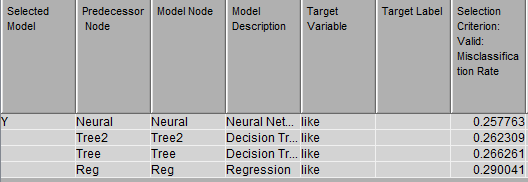 Selected Model Predecessor Node Model Node Model Description Target Variable Target Label Selection Criterion: Valid: Misclassification Rate
Y Neural Neural Neural Net... like 0.257763
Tree2 Tree2 Decision Tr... like 0.262309
Tree Tree Decision Tr... like 0.266261
Reg Reg Regression like 0.290041